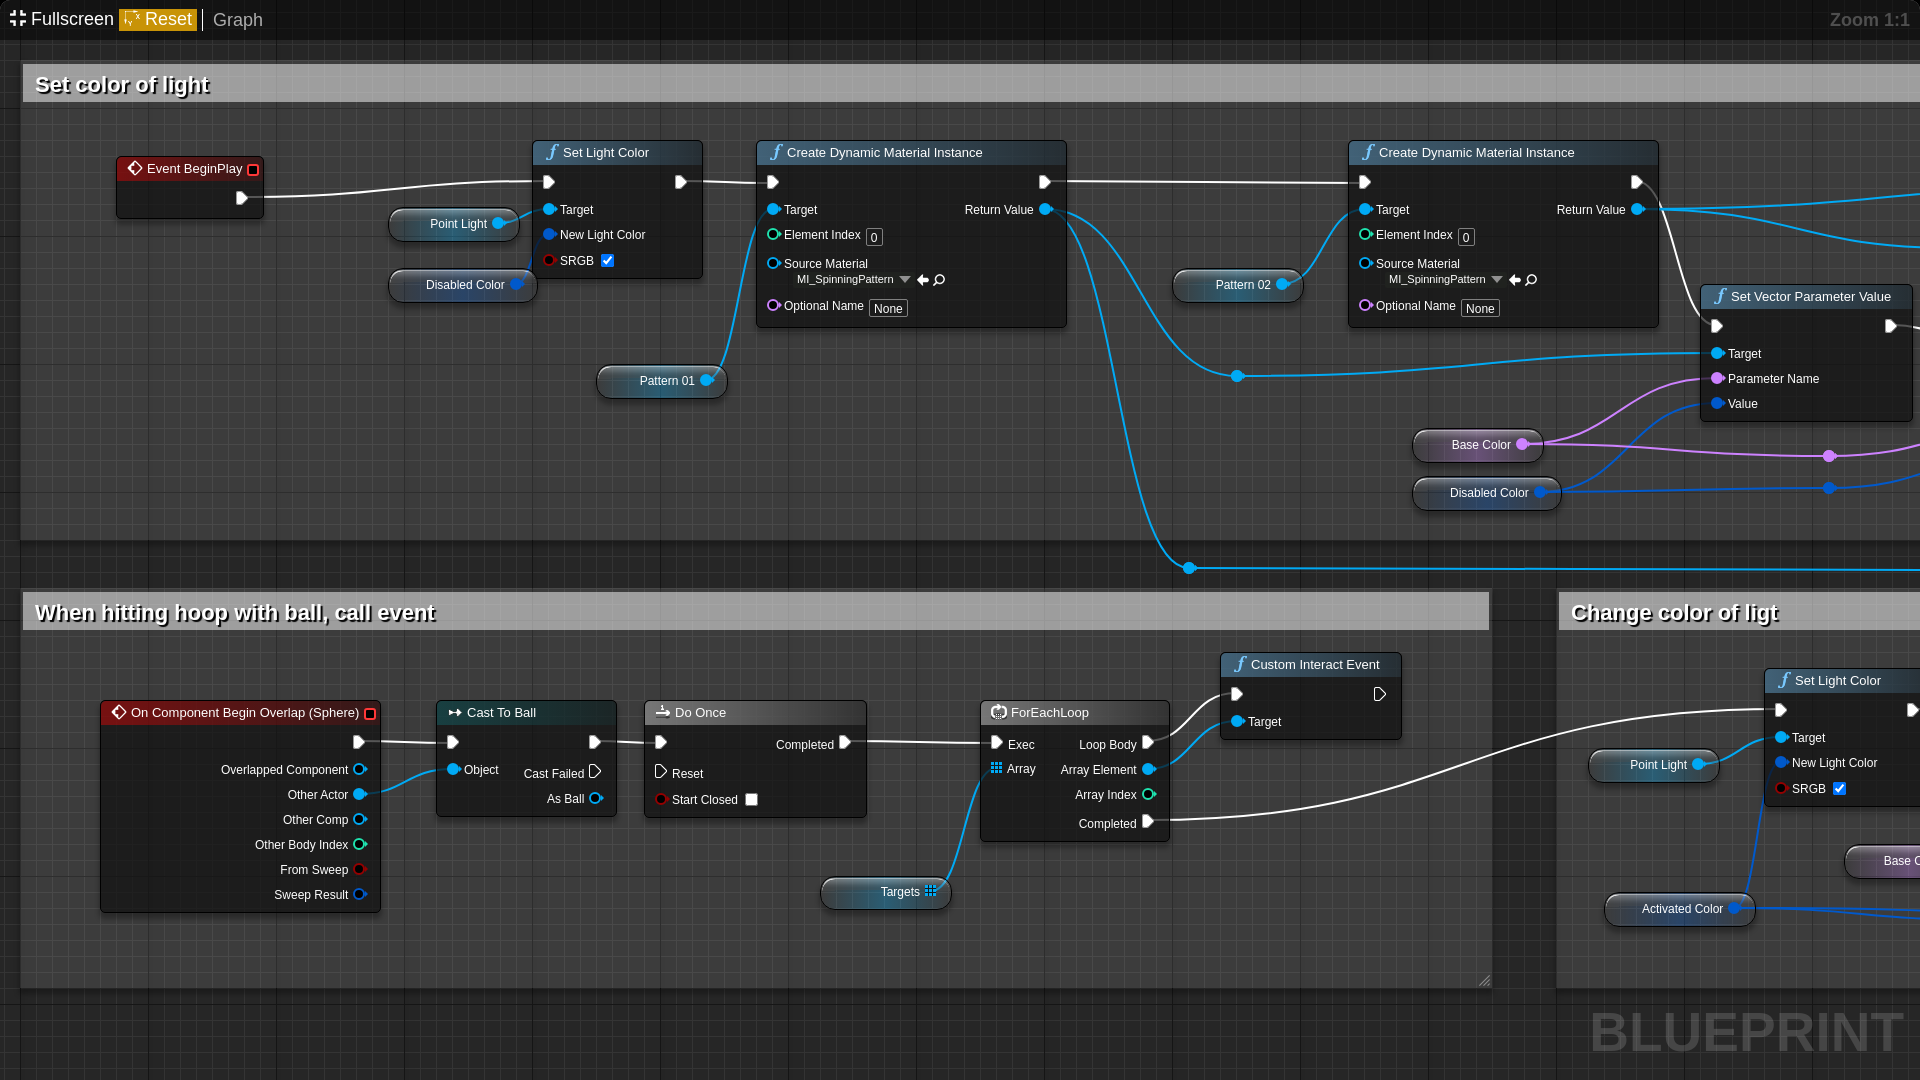 Fullscreen Reset Graph
Zoom 1:1
Set color of light
Event BeginPlay
Point Light
Disabled Color
Set Light Color
Target
New Light Color
SRGB
Pattern 01
Create Dynamic Material Instance
Target
Return Value
Element Index 0
Source Material
MI_SpinningPattern
Optional Name None
Pattern 02
Create Dynamic Material Instance
Target
Return Value
Element Index 0
Source Material
MI_SpinningPattern
Optional Name None
Set Vector Parameter Value
Target
Parameter Name
Value
Base Color
Disabled Color
When hitting hoop with ball, call event
On Component Begin Overlap (Sphere)
Overlapped Component
Other Actor
Other Comp
Other Body Index
From Sweep
Sweep Result
Cast To Ball
Object
Cast Failed
As Ball
Do Once
Completed
Reset
Start Closed
Targets
ForEachLoop
Exec
Loop Body
Array
Array Element
Array Index
Completed
Custom Interact Event
Target
Change color of ligt
Set Light Color
Target
New Light Color
SRGB
Point Light
Base C
Activated Color
BLUEPRINT